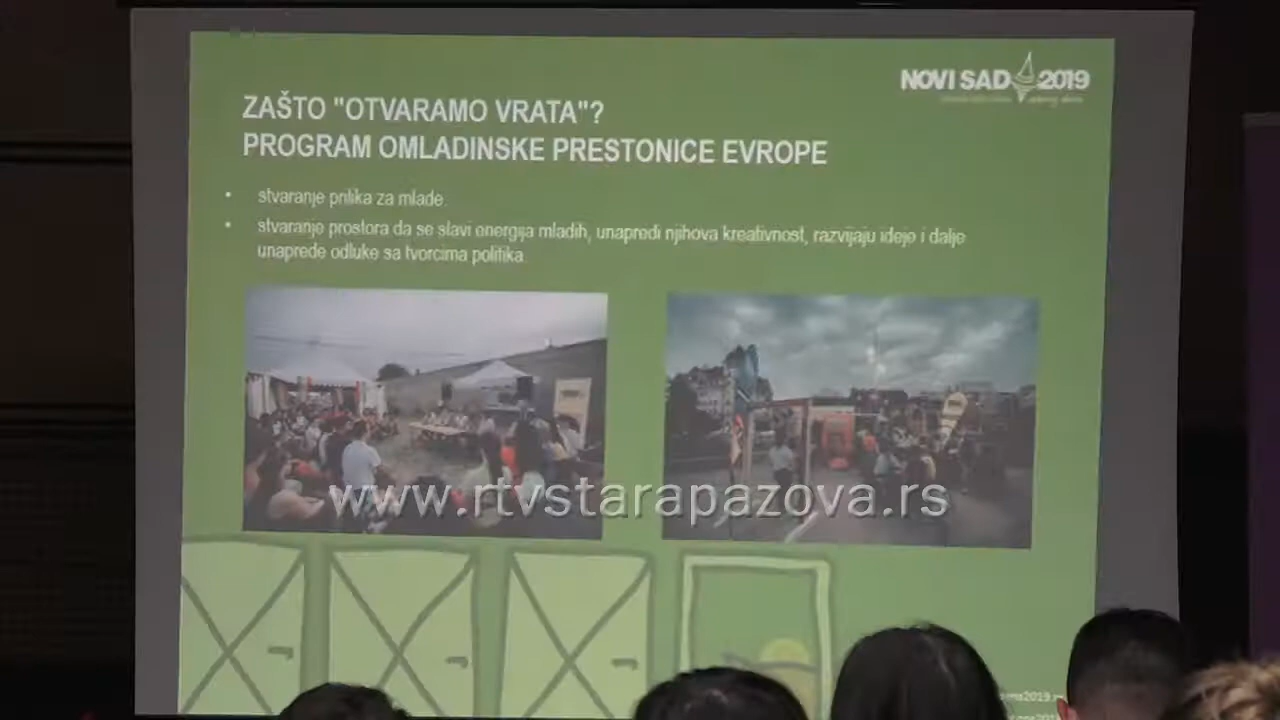 NOVI SAD 2019
ZAŠTO "OTVARAMO VRATA"?
PROGRAM OMLADINSKE PRESTONICE EVROPE
• stvaranje prilika za mlade
• stvaranje prostora da se slavi energija mladih, unapredi njihova kreativnost, razvijaju ideje i dalje
unaprede odluke sa tvorcima politika
www.rtvstarapazova.rs